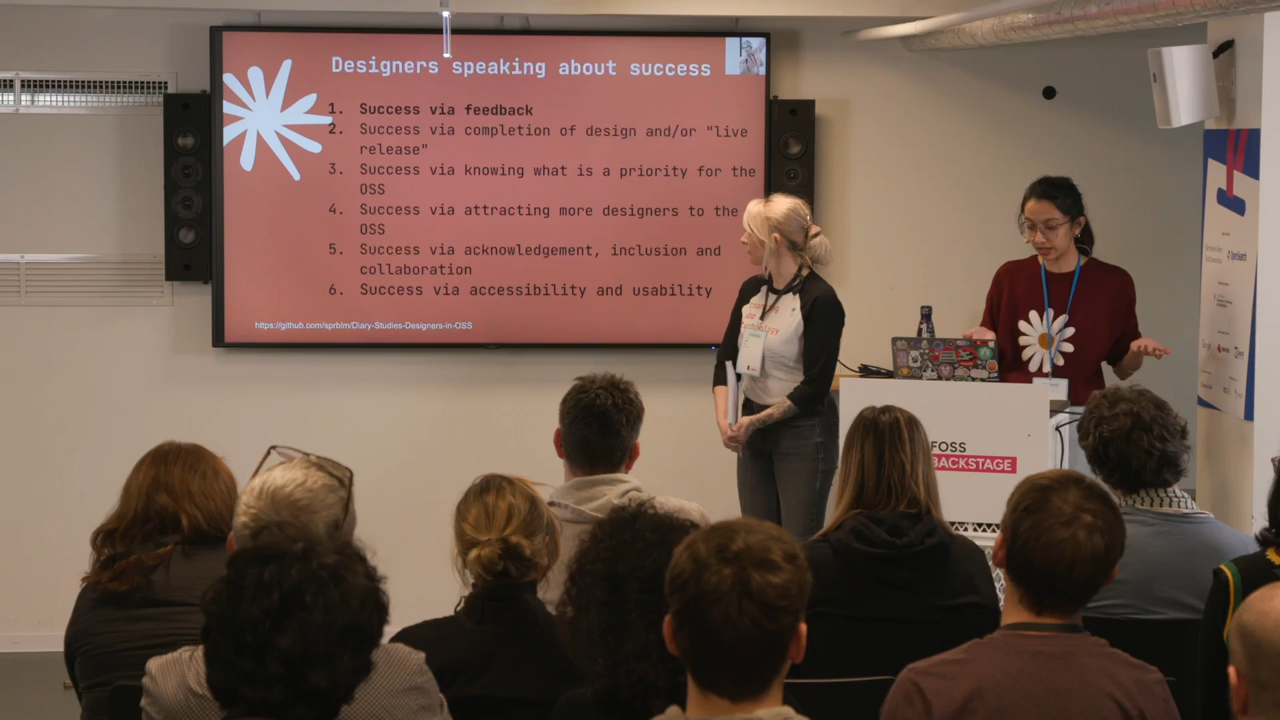 Designers speaking about success
1. Success via feedback
2. Success via completion of design and/or "live
release"
3. Success via knowing what is a priority for the
OSS
4. Success via attracting more designers to the
OSS
5. Success via acknowledgement, inclusion and
collaboration
6. Success via accessibility and usability
https://github.com/sprblm/Diary-Studies-Designers-in-OSS
FOSS
BACKSTAGE
OpenSearch